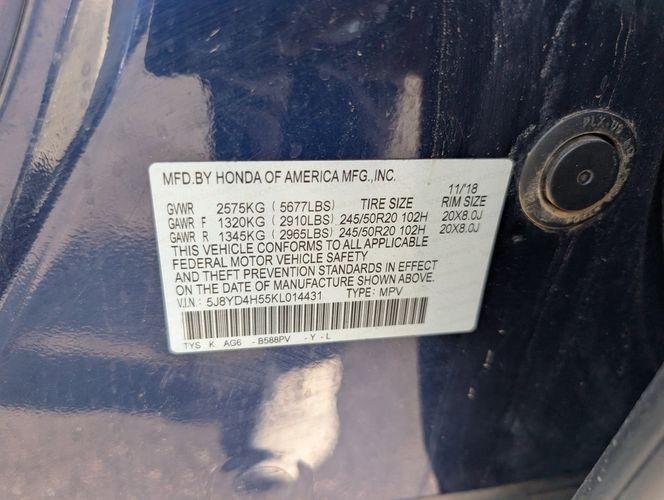 MFD.BY HONDA OF AMERICA MFG.,INC.
11/'18
GVWR 2575KG ( 5677LBS) TIRE SIZE RIM SIZE
GAWR F 1320KG ( 2910LBS) 245/50R20 102H 20X8.0J
GAWR R 1345KG ( 2965LBS) 245/50R20 102H 20X8.0J
THIS VEHICLE CONFORMS TO ALL APPLICABLE
FEDERAL MOTOR VEHICLE SAFETY
AND THEFT PREVENTION STANDARDS IN EFFECT
ON DATE OF MANUFACTURE SHOWN ABOVE.
V.I.N: 5J8YD4H55KL014431 TYPE: MPV
TYS K AG6 -B588PV -Y-L